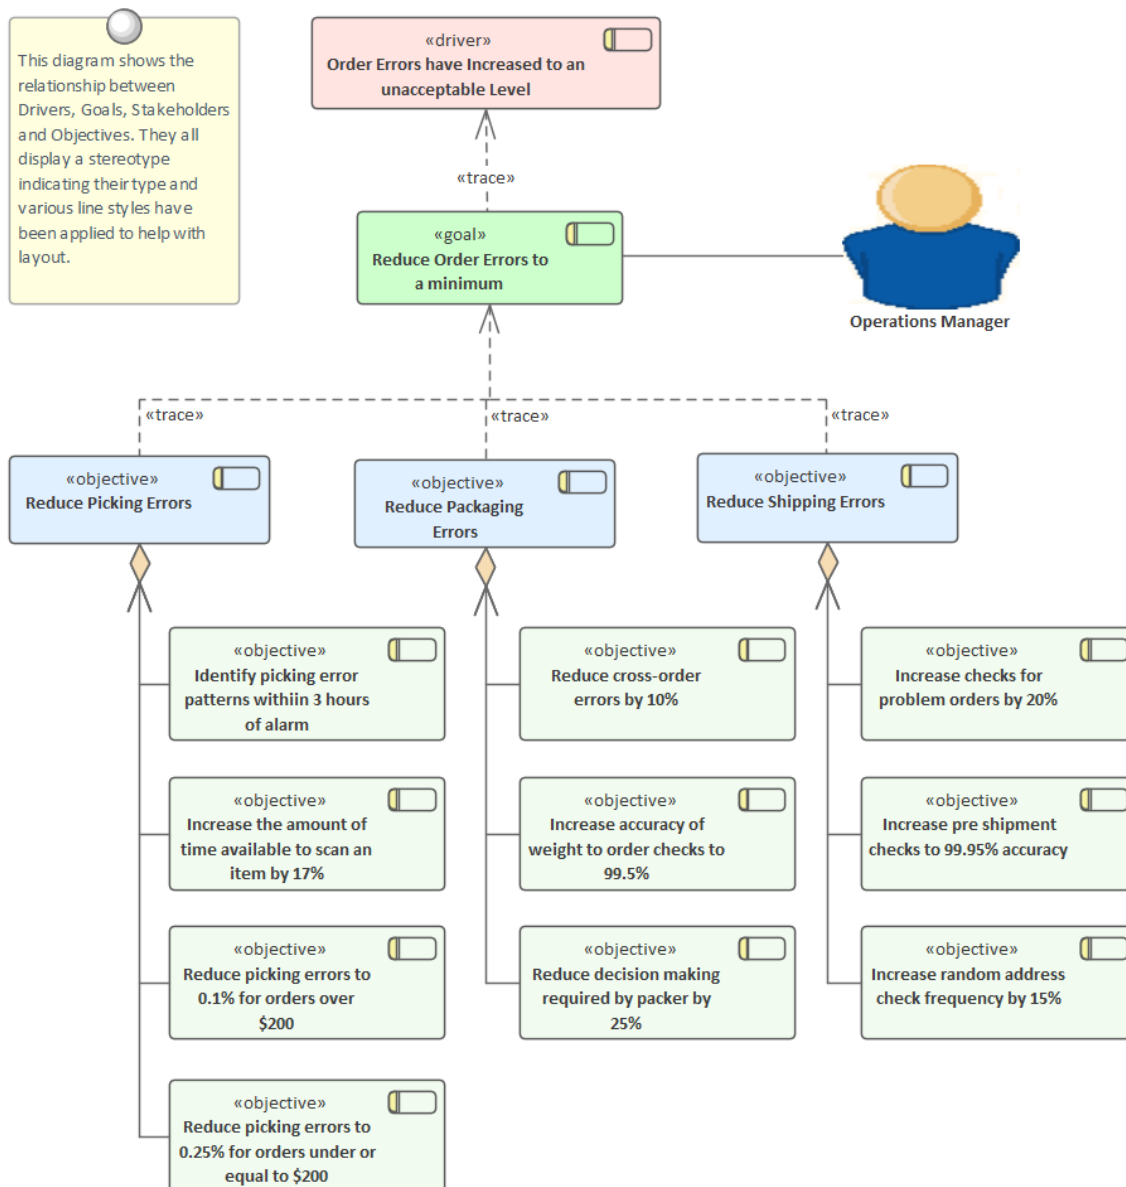 This diagram shows the
relationship between
Drivers, Goals, Stakeholders
and Objectives. They all
display a stereotype
indicating their type and
various line styles have
been applied to help with
layout.
«driver»
Order Errors have Increased to an
unacceptable Level
«trace»
«goal»
Reduce Order Errors to
a minimum
Operations Manager
«trace»
«trace»
«trace»
«objective»
Reduce Picking Errors
«objective»
Reduce Packaging
Errors
«objective»
Reduce Shipping Errors
«objective»
Identify picking error
patterns withiin 3 hours
of alarm
«objective»
Reduce cross-order
errors by 10%
«objective»
Increase checks for
problem orders by 20%
«objective»
Increase the amount of
time available to scan an
item by 17%
«objective»
Increase accuracy of
weight to order checks to
99.5%
«objective»
Increase pre shipment
checks to 99.95% accuracy
«objective»
Reduce picking errors to
0.1% for orders over
$200
«objective»
Reduce decision making
required by packer by
25%
«objective»
Increase random address
check frequency by 15%
«objective»
Reduce picking errors to
0.25% for orders under or
equal to $200